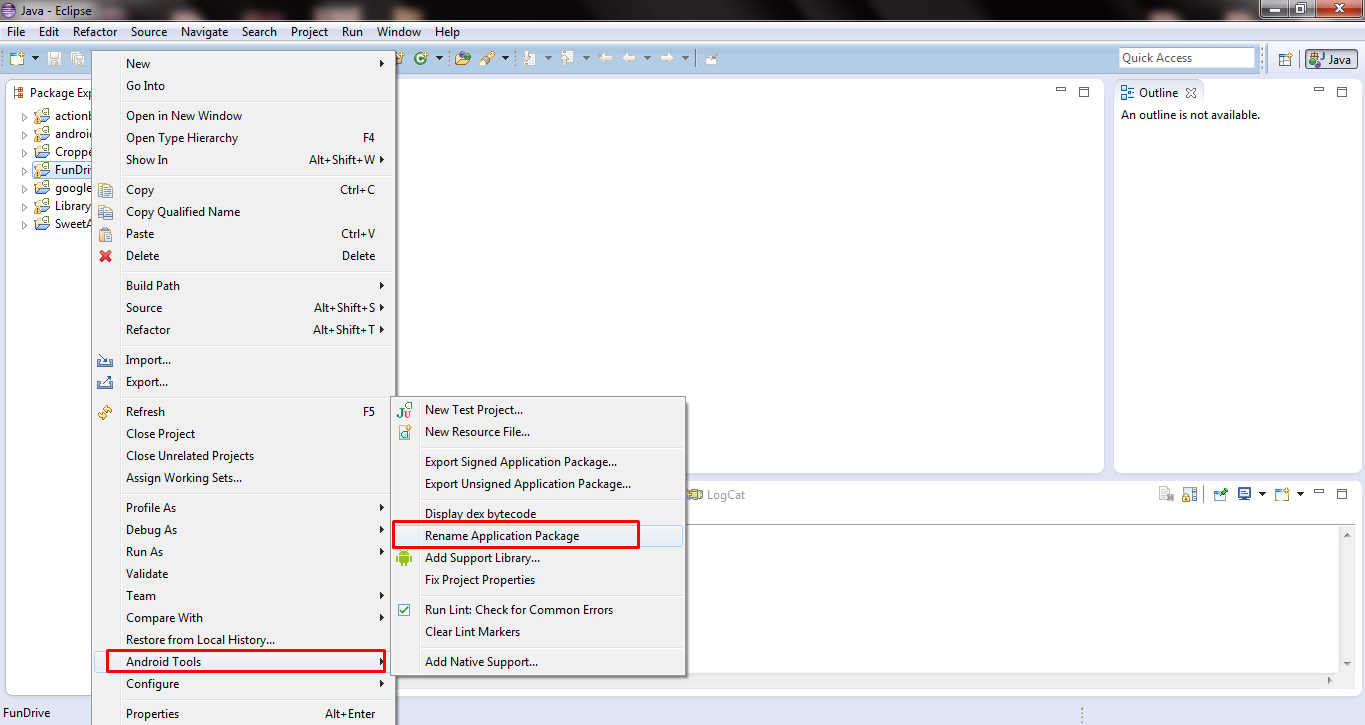 Java - Eclipse
File Edit Refactor Source Navigate Search Project Run Window Help
Quick Access
Java
Package Exp
actionb
androi
Croppe
FunDri
google
Library
SweetA
New
Go Into
Open in New Window
Open Type Hierarchy F4
Show In Alt+Shift+W
Copy Ctrl+C
Copy Qualified Name
Paste Ctrl+V
Delete Delete
Build Path
Source Alt+Shift+S
Refactor Alt+Shift+T
Import...
Export...
Refresh F5
Close Project
Close Unrelated Projects
Assign Working Sets...
Profile As
Debug As
Run As
Validate
Team
Compare With
Restore from Local History...
Android Tools
Configure
Properties Alt+Enter
New Test Project...
New Resource File...
Export Signed Application Package...
Export Unsigned Application Package...
Display dex bytecode
Rename Application Package
Add Support Library...
Fix Project Properties
Run Lint: Check for Common Errors
Clear Lint Markers
Add Native Support...
Outline
An outline is not available.
LogCat
FunDrive